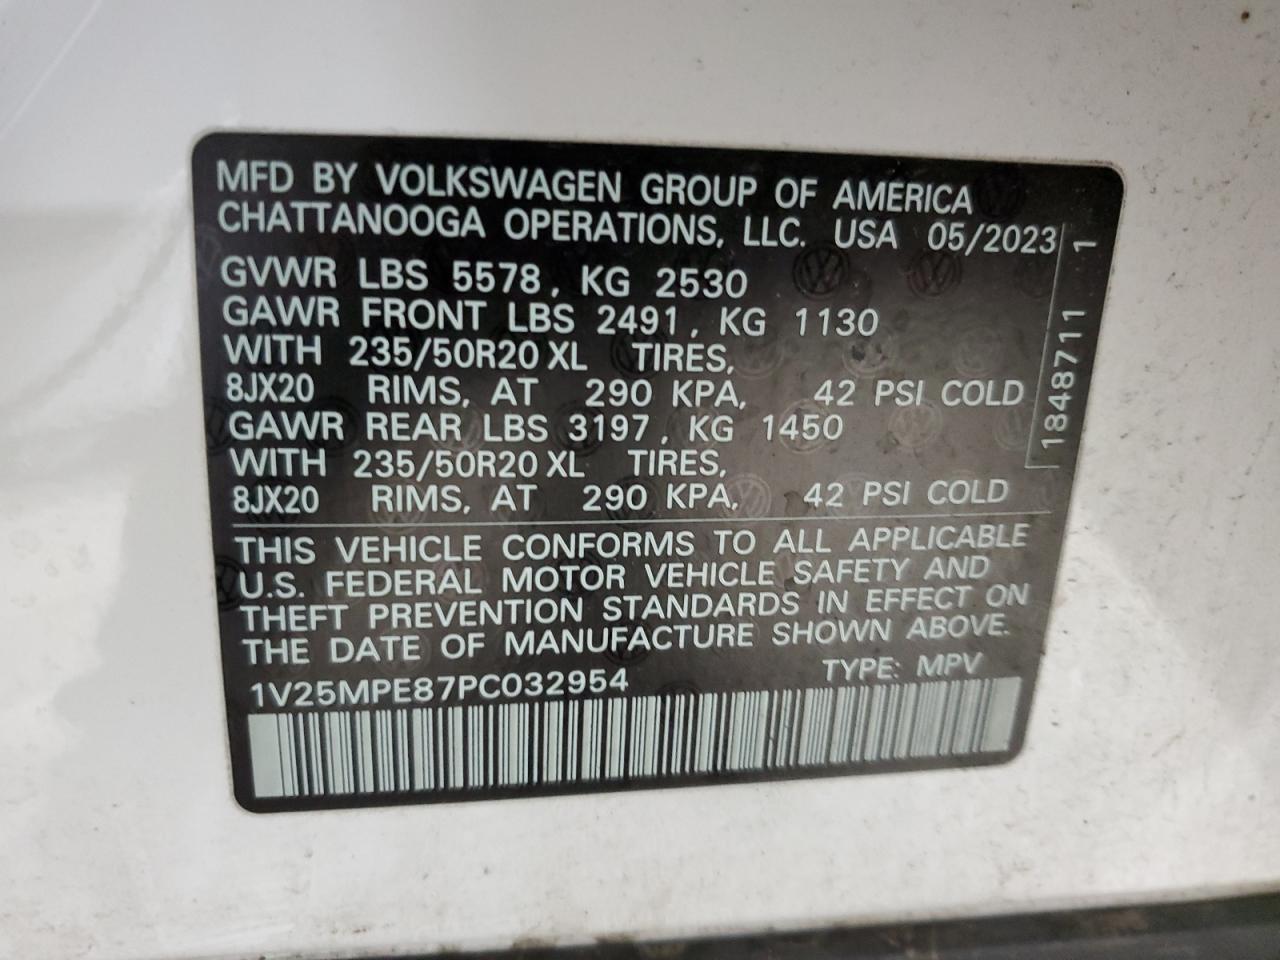 MFD BY VOLKSWAGEN GROUP OF AMERICA
CHATTANOOGA OPERATIONS, LLC. USA 05/2023
GVWR LBS 5578, KG 2530
GAWR FRONT LBS 2491, KG 1130
WITH 235/50R20 XL TIRES,
8JX20 RIMS, AT 290 KPA, 42 PSI COLD
GAWR REAR LBS 3197, KG 1450
WITH 235/50R20 XL TIRES,
8JX20 RIMS, AT 290 KPA, 42 PSI COLD
1848711 1
THIS VEHICLE CONFORMS TO ALL APPLICABLE
U.S. FEDERAL MOTOR VEHICLE SAFETY AND
THEFT PREVENTION STANDARDS IN EFFECT ON
THE DATE OF MANUFACTURE SHOWN ABOVE.
1V25MPE87PC032954 TYPE: MPV